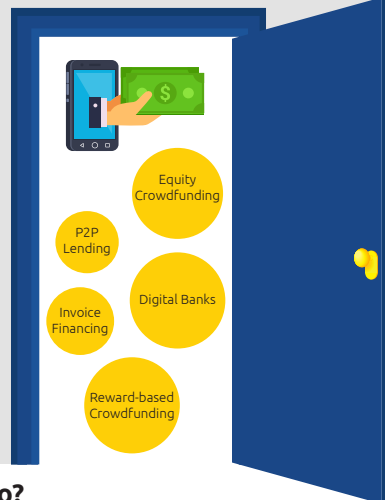 $
Equity
Crowdfunding
P2P
Lending
Digital Banks
Invoice
Financing
Reward-based
Crowdfunding
o?